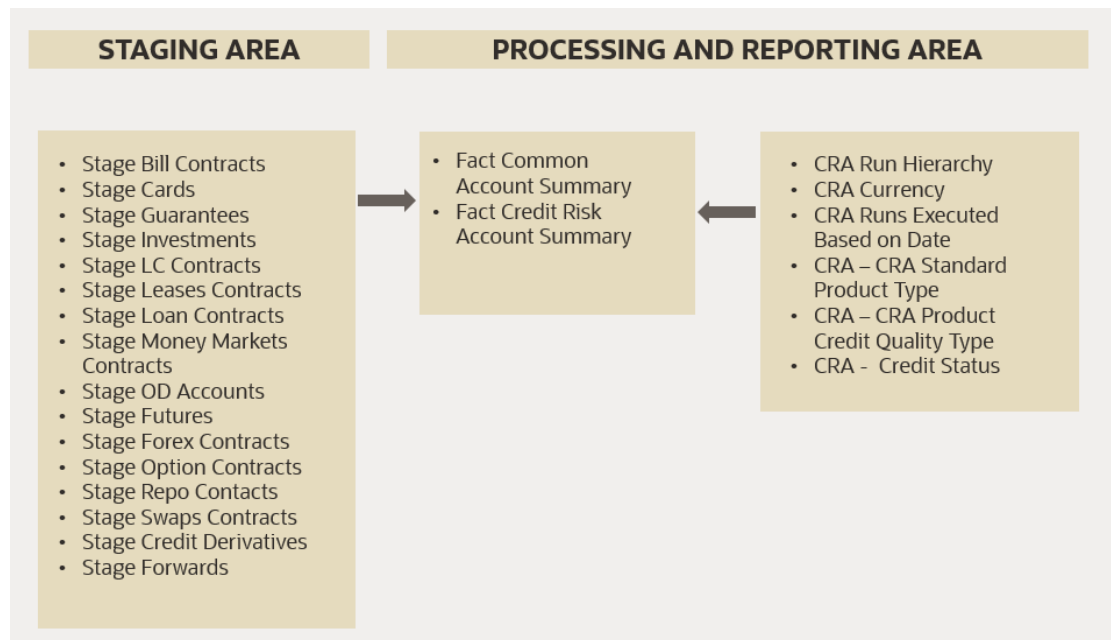 STAGING AREA
PROCESSING AND REPORTING AREA
• Stage Bill Contracts
• Stage Cards
• Stage Guarantees
• Stage Investments
• Stage LC Contracts
• Stage Leases Contracts
• Stage Loan Contracts
• Stage Money Markets
Contracts
• Stage OD Accounts
• Stage Futures
• Stage Forex Contracts
• Stage Option Contracts
• Stage Repo Contacts
• Stage Swaps Contracts
• Stage Credit Derivatives
• Stage Forwards
• Fact Common
Account Summary
• Fact Credit Risk
Account Summary
• CRA Run Hierarchy
• CRA Currency
• CRA Runs Executed
Based on Date
• CRA – CRA Standard
Product Type
• CRA – CRA Product
Credit Quality Type
• CRA - Credit Status